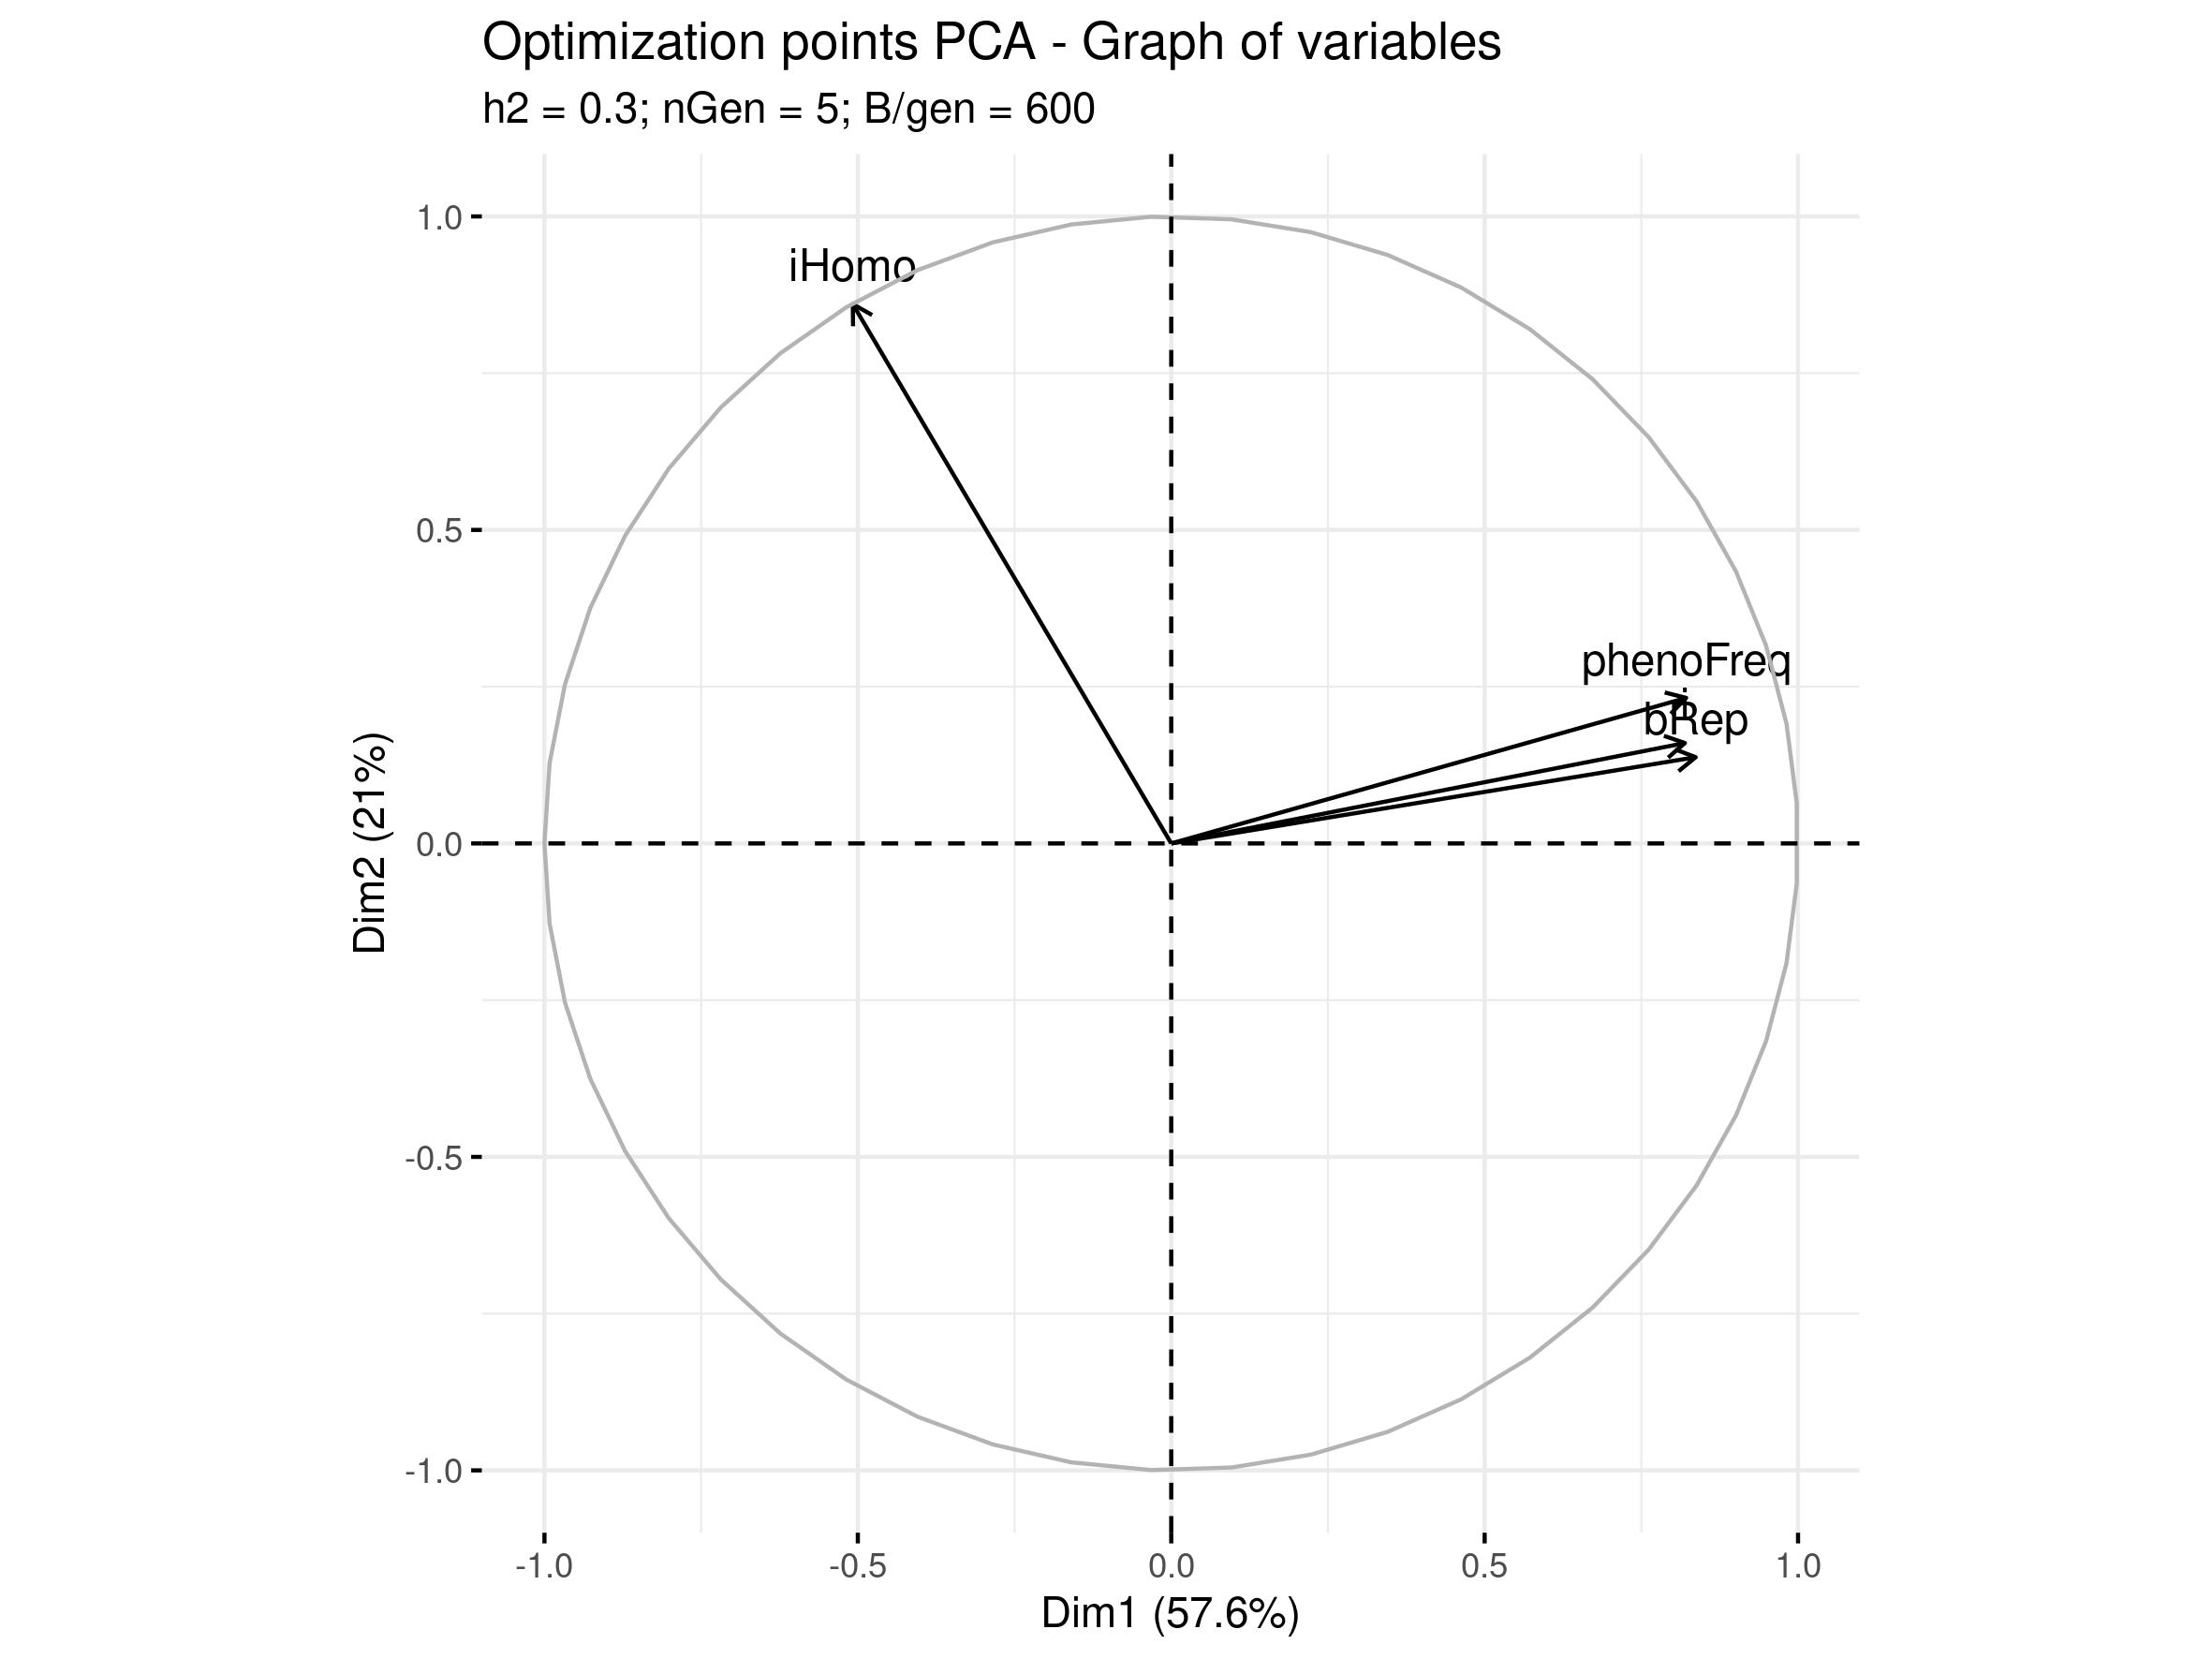 Optimization points PCA - Graph of variables
h2 = 0.3; nGen = 5; B/gen = 600
1.0
iHomo
0.5
phenoFreq
i
bRep
0.0
-0.5
-1.0
Dim2 (21%)
-1.0
-0.5
0.0
0.5
1.0
Dim1 (57.6%)